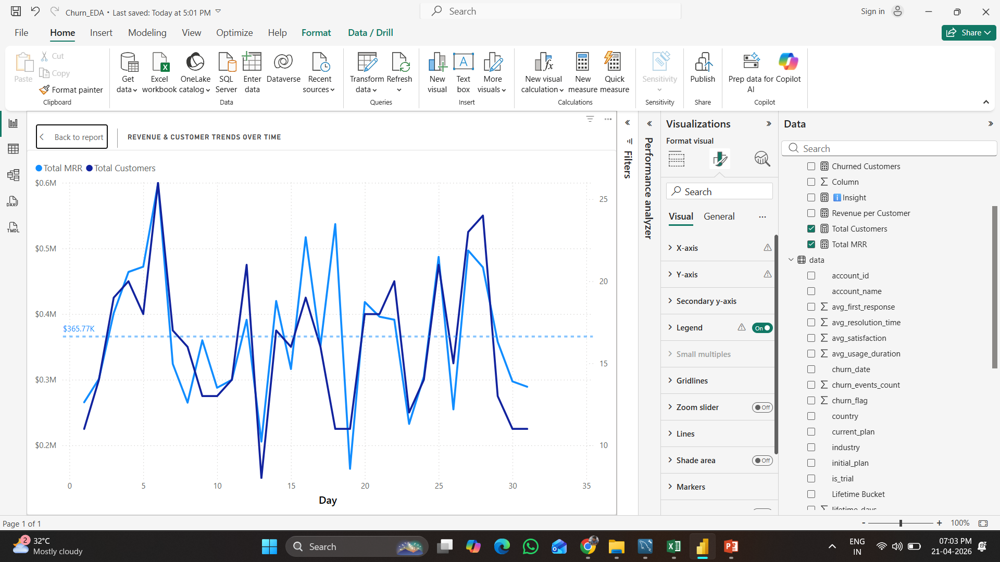 Churn_EDA • Last saved: Today at 5:01 PM
Search
Sign in
File
Home
Insert
Modeling
View
Optimize
Help
Format
Data / Drill
Share
Paste
Cut
Copy
Format painter
Clipboard
Get data
Excel workbook
OneLake catalog
SQL Server
Enter data
Dataverse
Recent sources
Data
Transform data
Refresh
Queries
New visual
Text box
More visuals
Insert
New visual calculation
New measure
Quick measure
Calculations
Sensitivity
Sensitivity
Publish
Share
Prep data for AI
Copilot
Copilot
DAX
TMDL
Back to report
REVENUE & CUSTOMER TRENDS OVER TIME
Total MRR
Total Customers
$0.6M
$0.5M
$0.4M
$365.77K
$0.3M
$0.2M
25
20
15
10
0
5
10
15
20
25
30
35
Day
Filters
Performance analyzer
Visualizations
Format visual
Search
Visual
General
X-axis
Y-axis
Secondary y-axis
Legend
On
Small multiples
Gridlines
Zoom slider
Off
Lines
Shade area
Off
Markers
Data
Search
Churned Customers
Column
Insight
Revenue per Customer
Total Customers
Total MRR
data
account_id
account_name
avg_first_response
avg_resolution_time
avg_satisfaction
avg_usage_duration
churn_date
churn_events_count
churn_flag
country
current_plan
industry
initial_plan
is_trial
Lifetime Bucket
lifetime_days
Page 1 of 1
- + 100%
2
32°C
Mostly cloudy
Search
ENG
IN
07:03 PM
21-04-2026